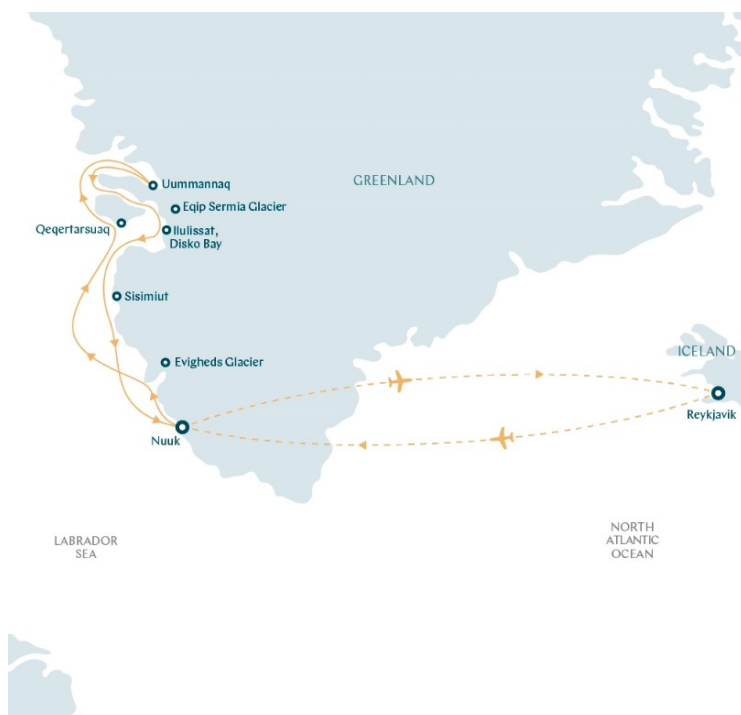 Uummannaq
GREENLAND
Eqip Sermia Glacier
Qeqertarsuaq
Ilulissat,
Disko Bay
Sisimiut
ICELAND
Evigheds Glacier
Reykjavik
Nuuk
LABRADOR
SEA
NORTH
ATLANTIC
OCEAN